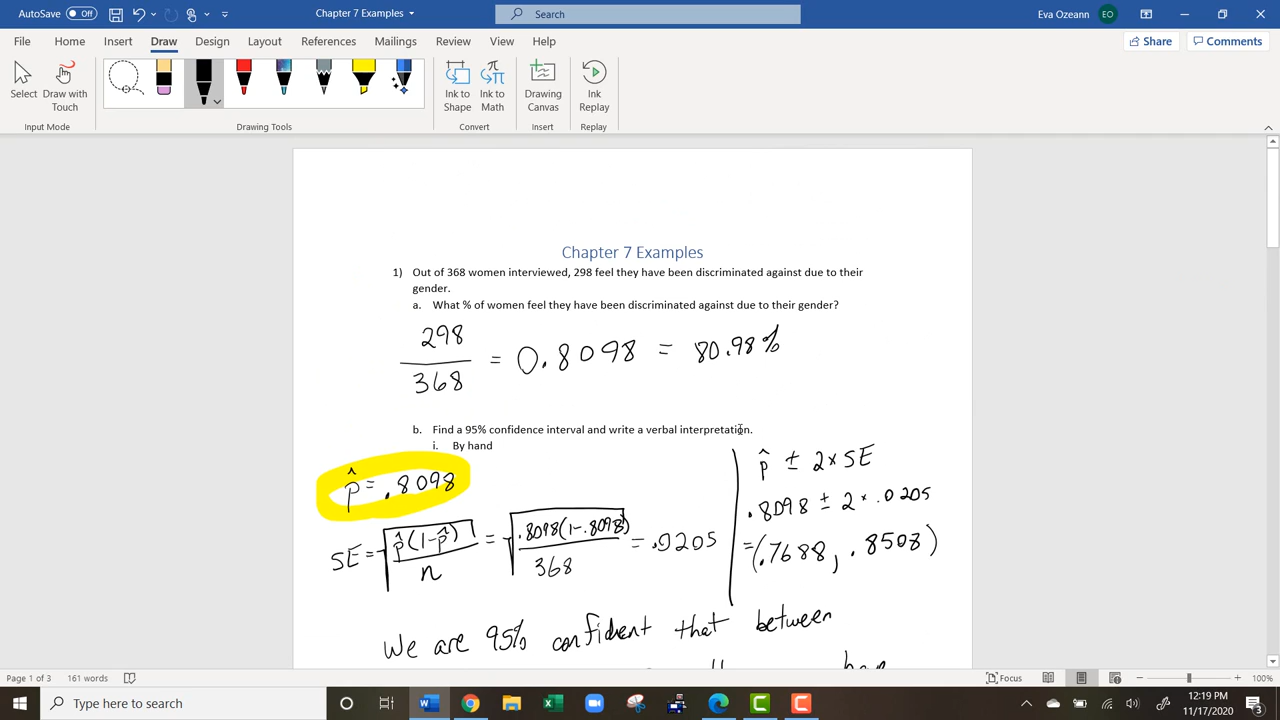 AutoSave Off
Chapter 7 Examples
Search
Eva Ozeann
EO
File Home Insert Draw Design Layout References Mailings Review View Help
Share
Comments
Select
Draw with Touch
Ink to Shape
Ink to Math
Drawing Canvas
Ink Replay
Input Mode
Drawing Tools
Convert
Insert
Replay
Chapter 7 Examples
1) Out of 368 women interviewed, 298 feel they have been discriminated against due to their
gender.
a. What % of women feel they have been discriminated against due to their gender?
298/368 = 0.8098 = 80.98%
b. Find a 95% confidence interval and write a verbal interpretation.
i. By hand
p̂ = .8098
SE = √(p̂(1-p̂)/n) = √(.8098(1-.8098)/368) = .0205
p̂ ± 2×SE
.8098 ± 2×.0205
=(.7688, .8508)
We are 95% confident that between
Page 1 of 3
161 words
Focus
100%
Type here to search
12:19 PM
11/17/2020
3